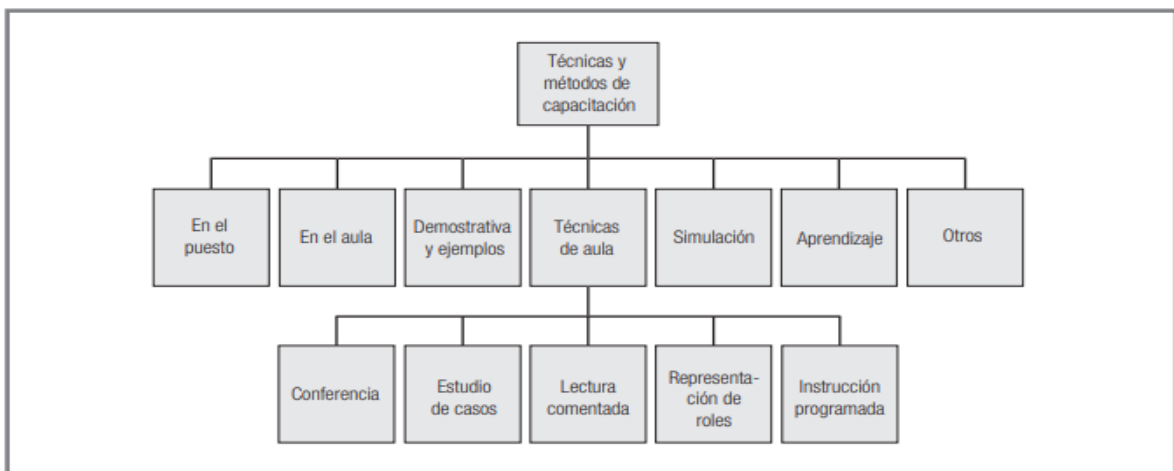 Técnicas y
métodos de
capacitación
En el
puesto
En el aula
Demostrativa
y ejemplos
Técnicas
de aula
Simulación
Aprendizaje
Otros
Conferencia
Estudio
de casos
Lectura
comentada
Representa-
ción de
roles
Instrucción
programada